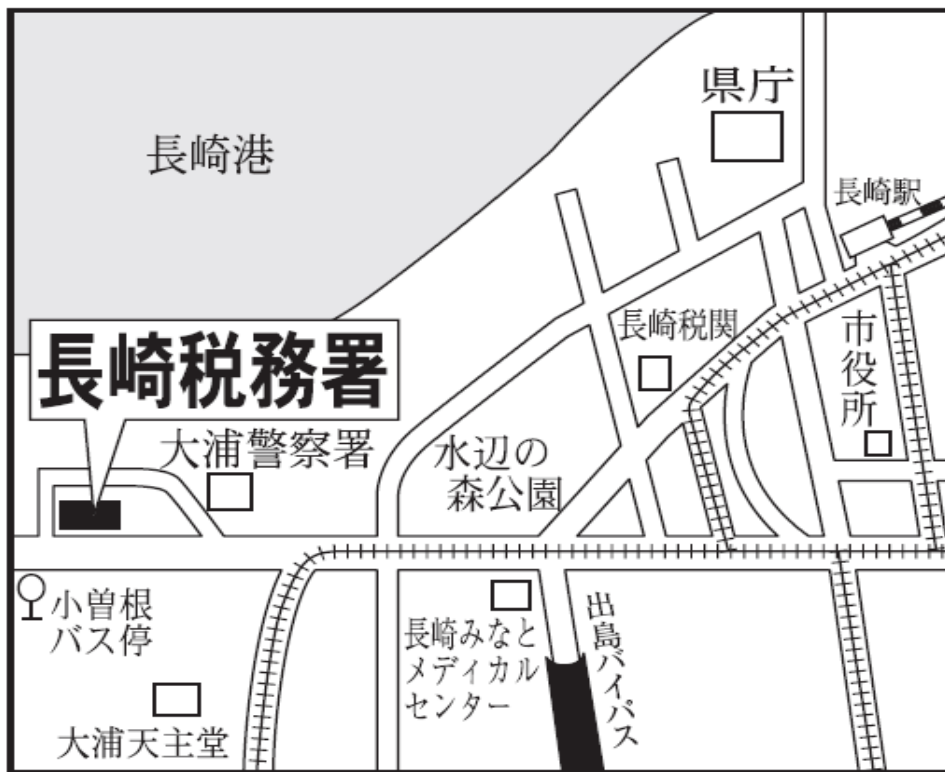 県庁
長崎港
長崎駅
長崎税関
市役所
長崎税務署
大浦警察署
水辺の
森公園
小曽根
バス停
長崎みなと
メディカル
センター
出島バイパス
大浦天主堂